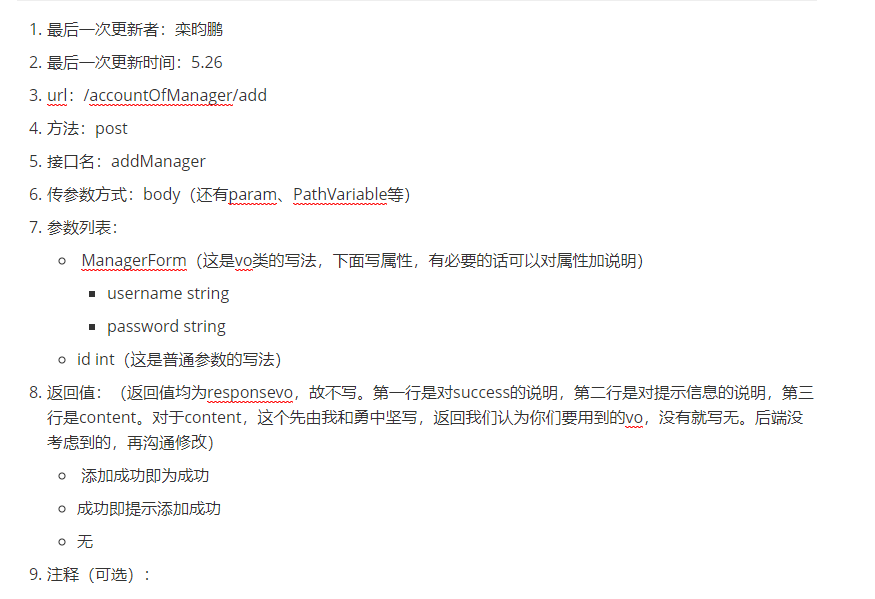 1. 最后一次更新者：栾昀鹏
2. 最后一次更新时间：5.26
3. url：/accountOfManager/add
4. 方法：post
5. 接口名：addManager
6. 传参数方式：body（还有param、PathVariable等）
7. 参数列表：
ManagerForm（这是vo类的写法，下面写属性，有必要的话可以对属性加说明）
username string
password string
id int（这是普通参数的写法）
8. 返回值：（返回值均为responsevo，故不写。第一行是对success的说明，第二行是对提示信息的说明，第三
行是content。对于content，这个先由我和勇中坚写，返回我们认为你们要用到的vo，没有就写无。后端没
考虑到的，再沟通修改）
添加成功即为成功
成功即提示添加成功
无
9. 注释（可选）：